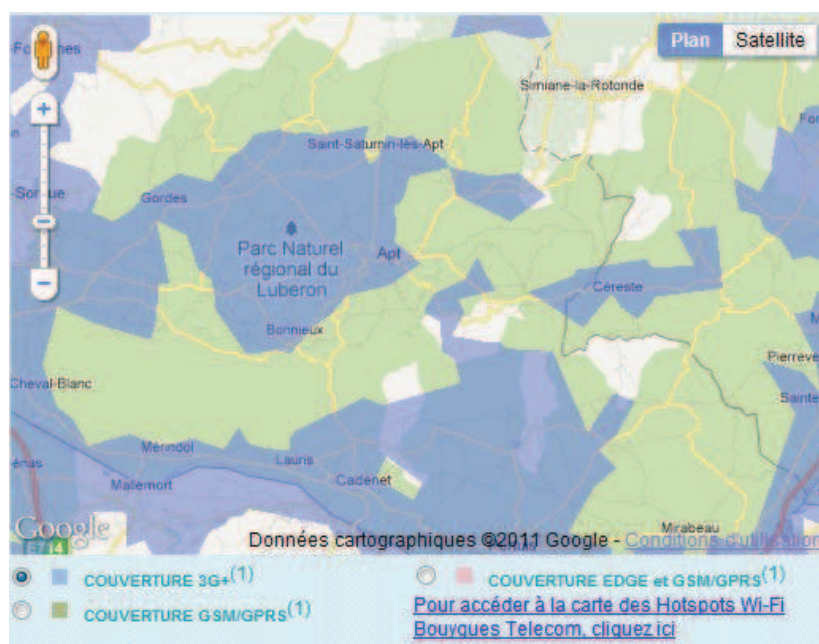 Plan Satellite
Simiane-la-Rotonde
Saint-Saturnin-lès-Apt
Gordes
Parc Naturel
régional du
Luberon
Apt
Céreste
Bonnieux
Pierreve
Cheval-Blanc
Sainte
Mérindol
Lauris
Mallemort
Cadenet
Mirabeau
Google
Données cartographiques ©2011 Google - Conditions d'utilisation
COUVERTURE 3G+(1)
COUVERTURE EDGE et GSM/GPRS(1)
COUVERTURE GSM/GPRS(1)
Pour accéder à la carte des Hotspots Wi-Fi
Bouygues Telecom, cliquez ici